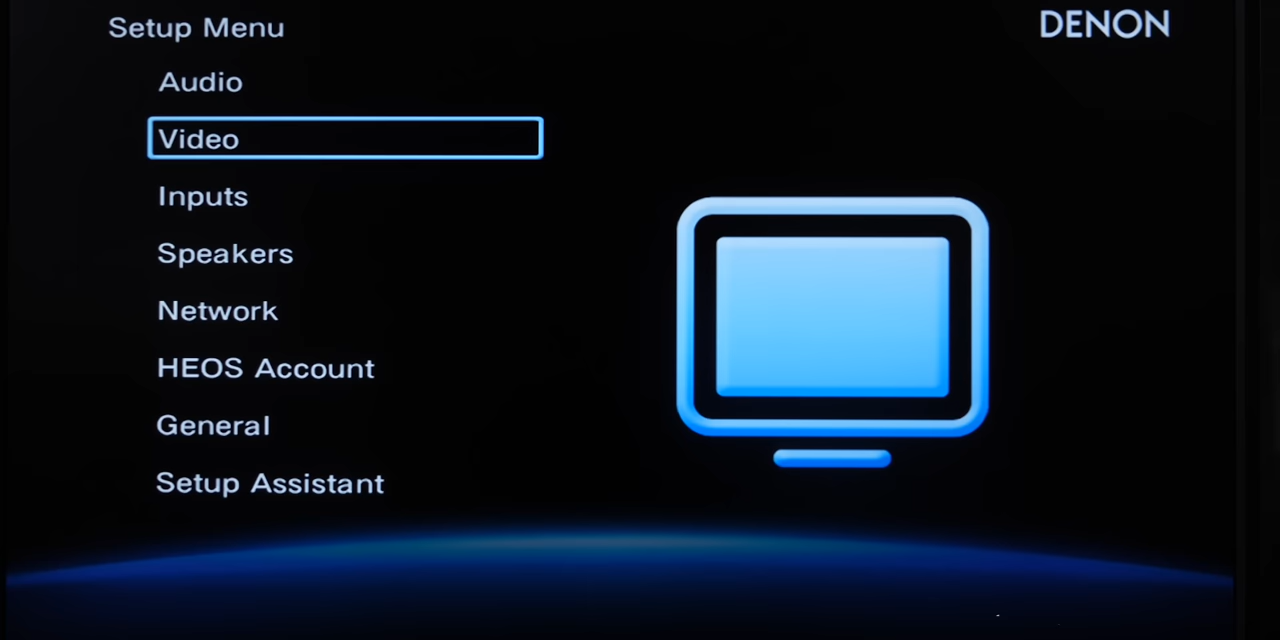 Setup Menu
DENON
Audio
Video
Inputs
Speakers
Network
HEOS Account
General
Setup Assistant